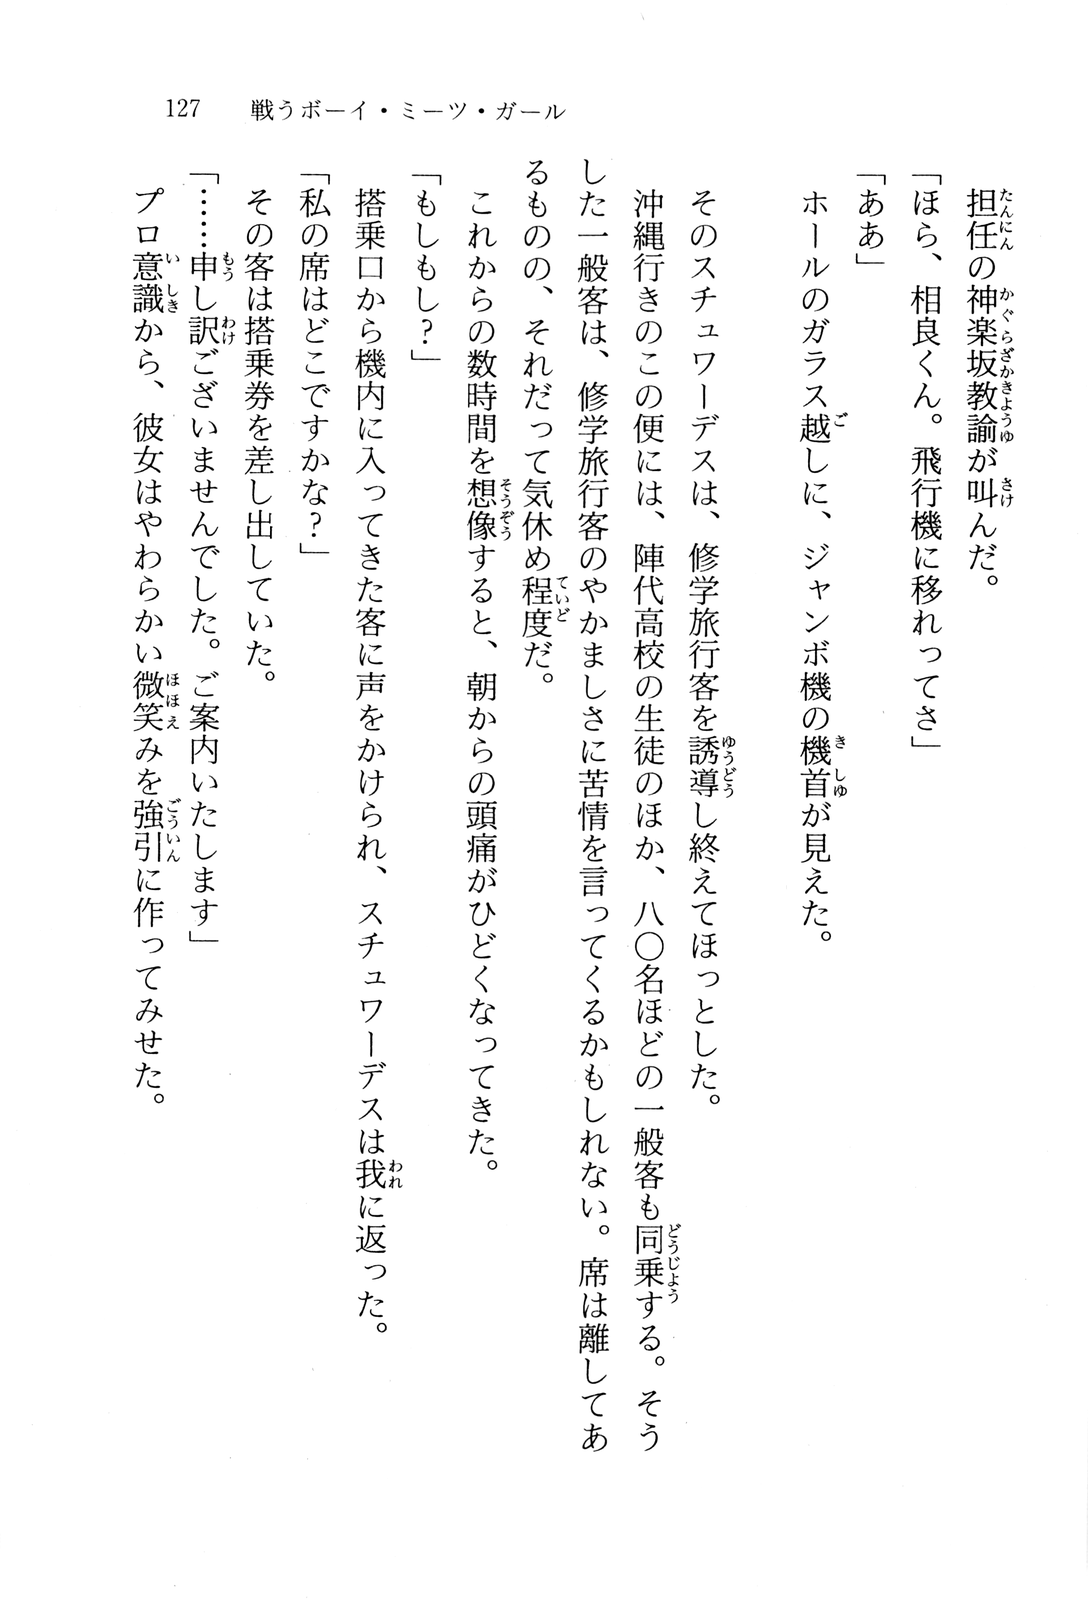 127　戦うボーイ・ミーツ・ガール
担任の神楽坂教諭が叫んだ。
「ほら、相良くん。飛行機に移れってさ」
「ああ」
ホールのガラス越しに、ジャンボ機の機首が見えた。
そのスチュワーデスは、修学旅行客を誘導し終えてほっとした。
沖縄行きのこの便には、陣代高校の生徒のほか、八〇名ほどの一般客も同乗する。そう
した一般客は、修学旅行客のやかましさに苦情を言ってくるかもしれない。席は離してあ
るものの、それだって気休め程度だ。
これからの数時間を想像すると、朝からの頭痛がひどくなってきた。
「もしもし？」
搭乗口から機内に入ってきた客に声をかけられ、スチュワーデスは我に返った。
「私の席はどこですかな？」
その客は搭乗券を差し出していた。
「……申し訳ございませんでした。ご案内いたします」
プロ意識から、彼女はやわらかい微笑みを強引に作ってみせた。